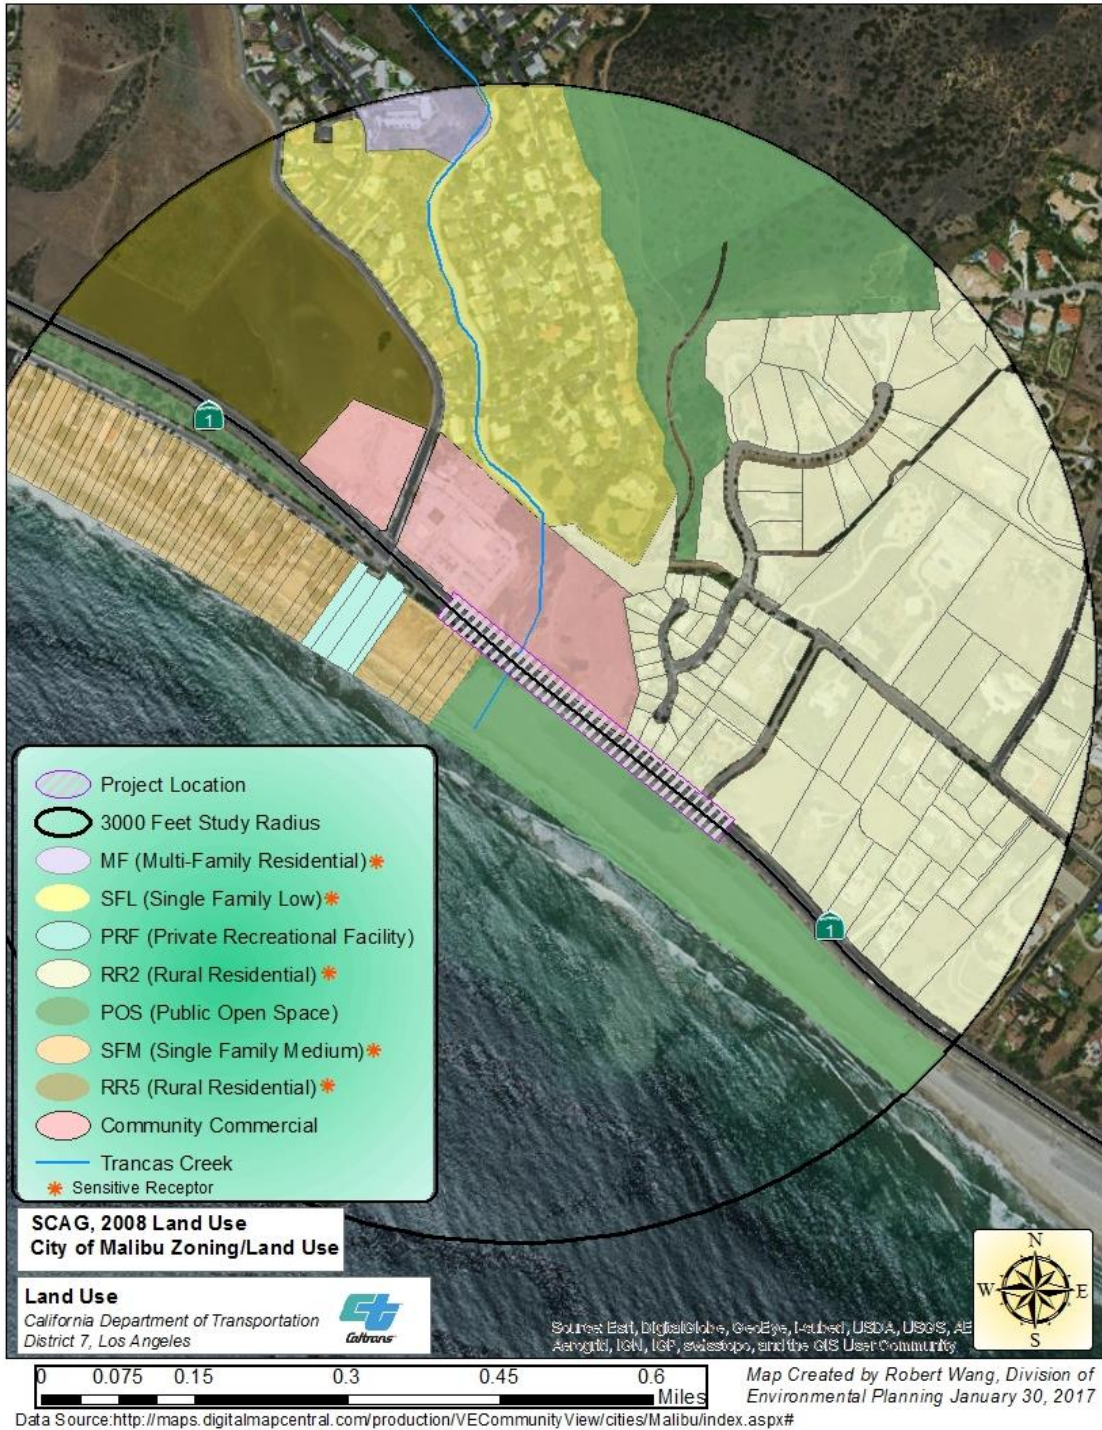 1
1
Project Location
3000 Feet Study Radius
MF (Multi-Family Residential)
SFL (Single Family Low)
PRF (Private Recreational Facility)
RR2 (Rural Residential)
POS (Public Open Space)
SFM (Single Family Medium)
RR5 (Rural Residential)
Community Commercial
Trancas Creek
Sensitive Receptor
SCAG, 2008 Land Use
City of Malibu Zoning/Land Use
Land Use
California Department of Transportation
District 7, Los Angeles
Caltrans
N
W E
S
Source: Esri, DigitalGlobe, GeoEye, i-cubed, USDA, USGS, AE
Aerogrid, IGN, IGP, swisstopo, and the GIS User Community
0 0.075 0.15 0.3 0.45 0.6
Miles
Map Created by Robert Wang, Division of
Environmental Planning January 30, 2017
Data Source:http://maps.digitalmapcentral.com/production/VECommunityView/cities/Malibu/index.aspx#